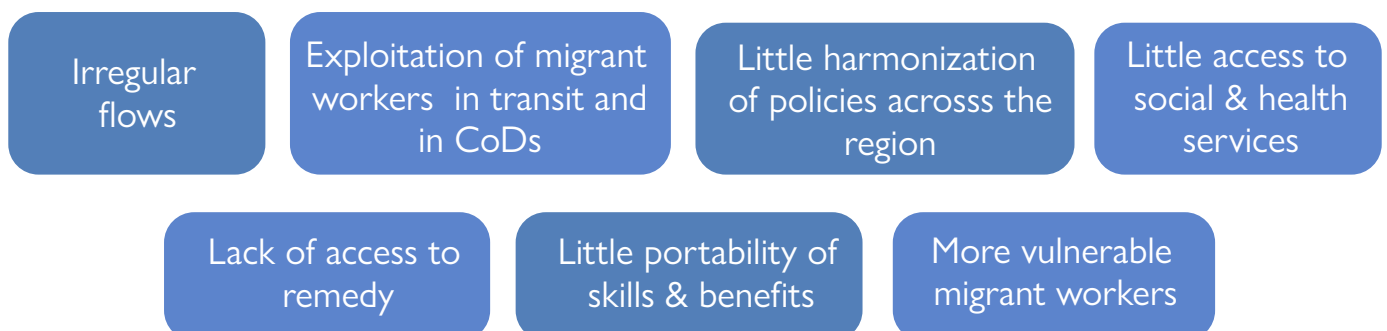 Irregular
flows
Exploitation of migrant
workers in transit and
in CoDs
Little harmonization
of policies acrosss the
region
Little access to
social & health
services
Lack of access to
remedy
Little portability of
skills & benefits
More vulnerable
migrant workers